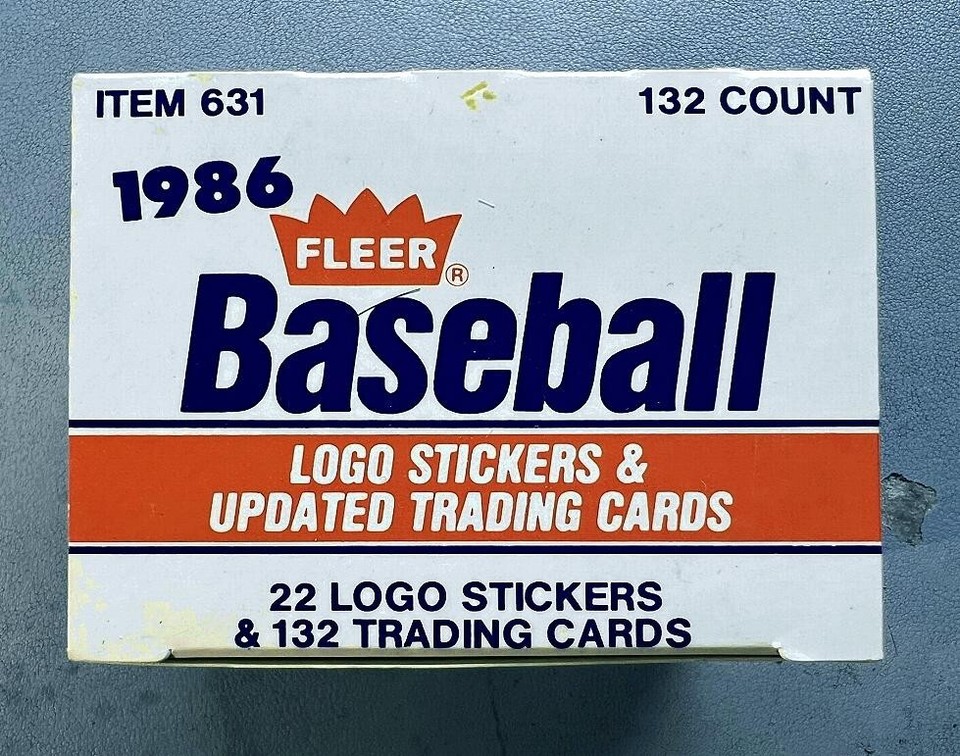 ITEM 631
132 COUNT
1986
FLEER®
Baseball
LOGO STICKERS &
UPDATED TRADING CARDS
22 LOGO STICKERS
& 132 TRADING CARDS